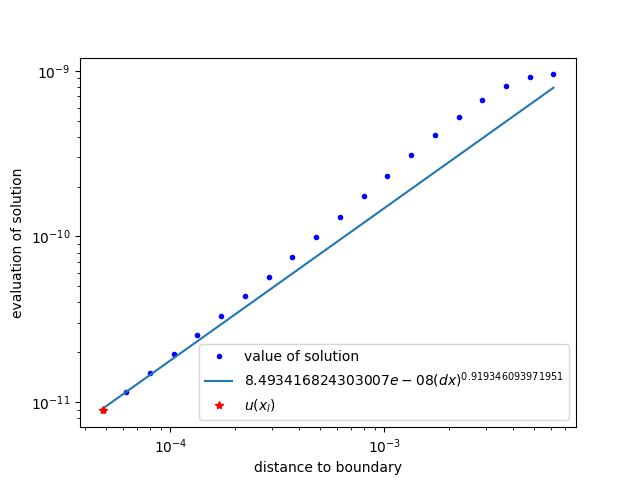 10⁻⁹
10⁻¹⁰
10⁻¹¹
evaluation of solution
value of solution
8.493416824303007e − 08(dx)^0.919346093971951
u(x_l)
10⁻⁴
10⁻³
distance to boundary